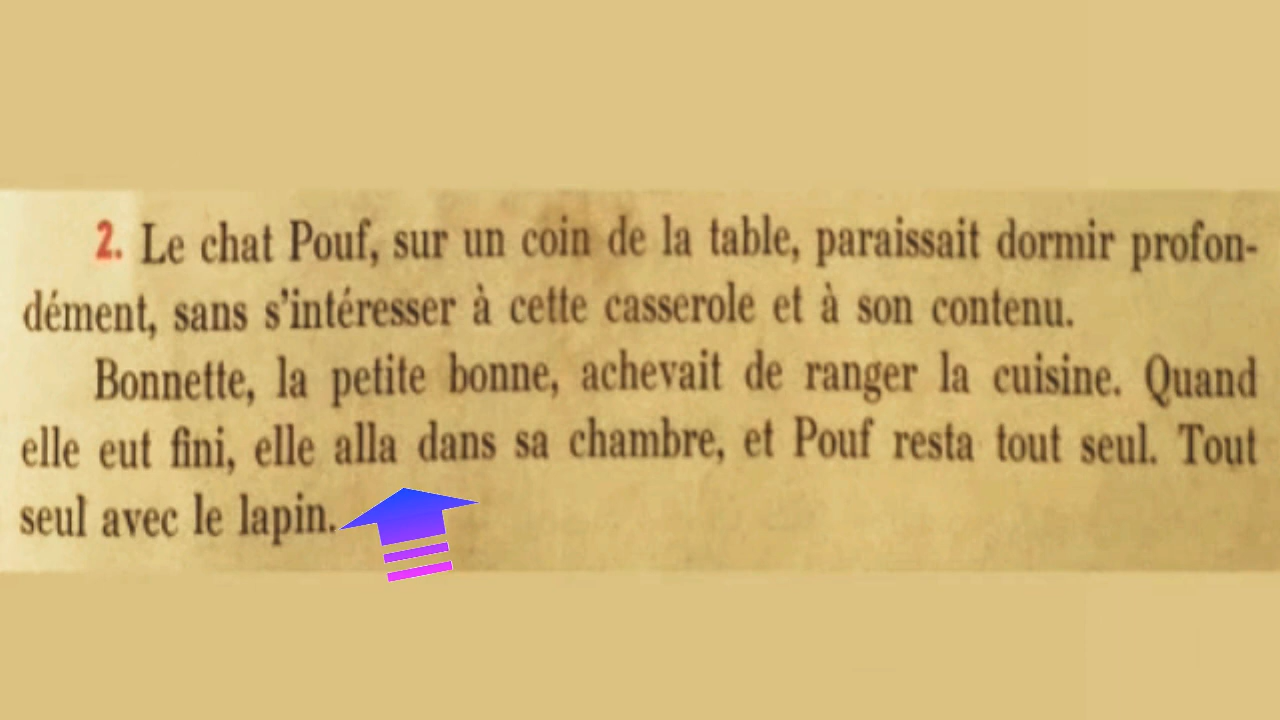 2. Le chat Pouf, sur un coin de la table, paraissait dormir profon-
dément, sans s'intéresser à cette casserole et à son contenu.
Bonnette, la petite bonne, achevait de ranger la cuisine. Quand
elle eut fini, elle alla dans sa chambre, et Pouf resta tout seul. Tout
seul avec le lapin.